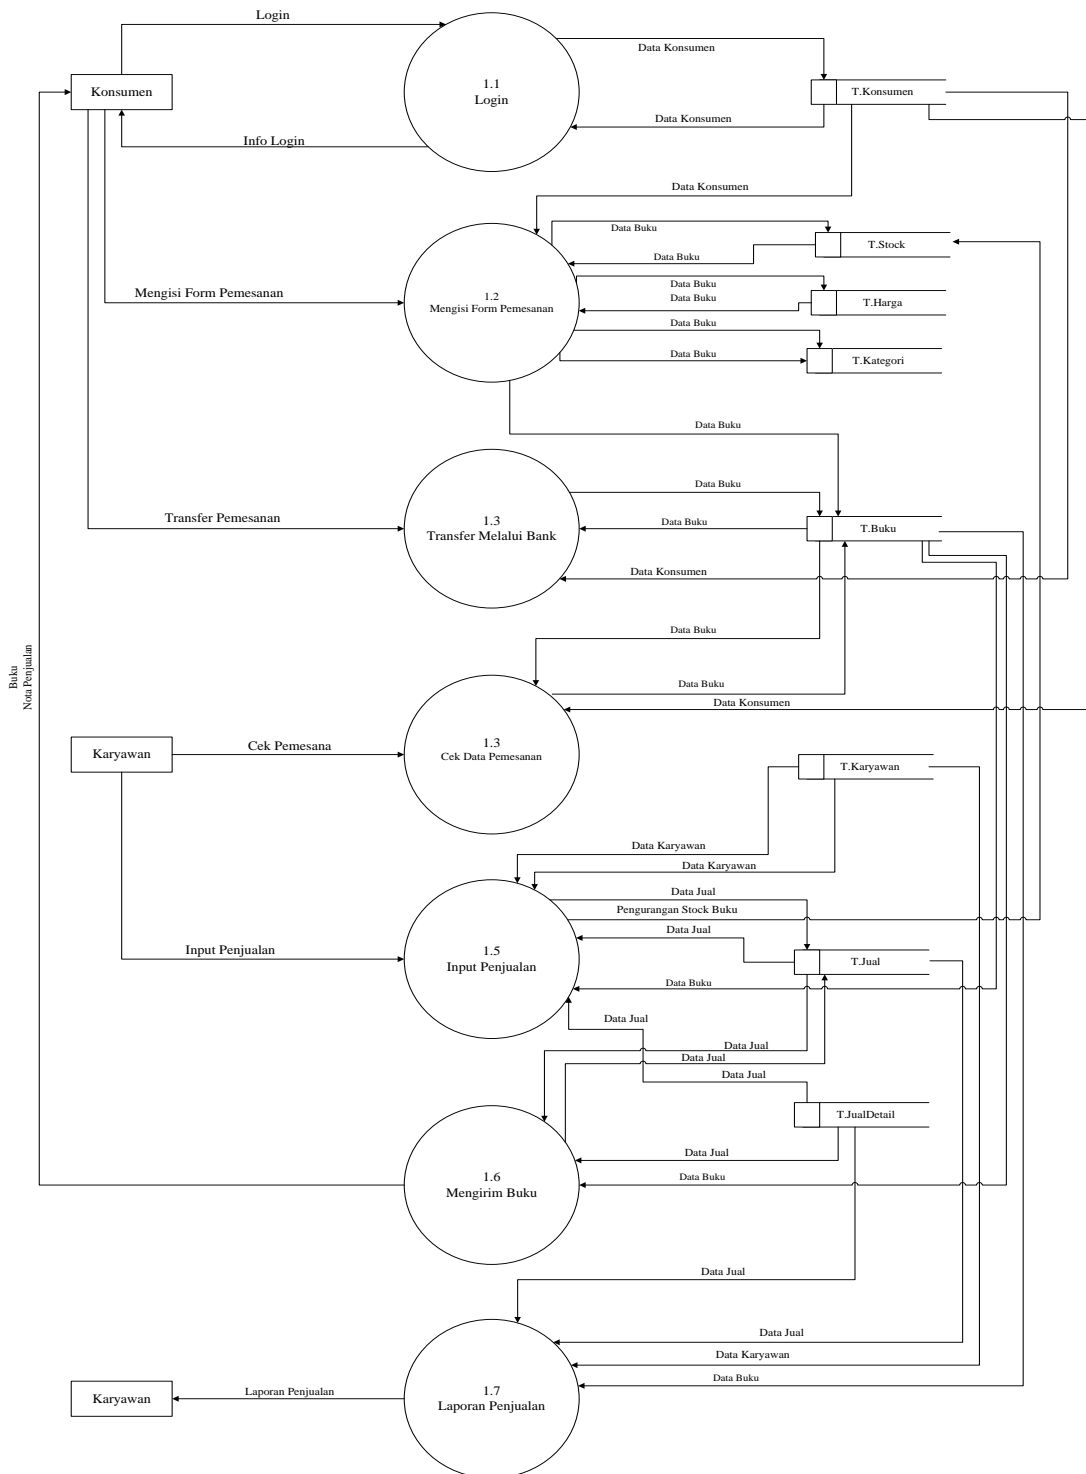 Login
Data Konsumen
1.1
Login
Konsumen
T.Konsumen
Data Konsumen
Info Login
Data Konsumen
Data Buku
T.Stock
Data Buku
Data Buku
Mengisi Form Pemesanan
1.2
Mengisi Form Pemesanan
Data Buku
T.Harga
Data Buku
Data Buku
T.Kategori
Data Buku
Data Buku
Transfer Pemesanan
1.3
Transfer Melalui Bank
Data Buku
T.Buku
Data Konsumen
Data Buku
Buku
Nota Penjualan
Data Buku
Data Konsumen
Karyawan
Cek Pemesana
1.3
Cek Data Pemesanan
T.Karyawan
Data Karyawan
Data Karyawan
Data Jual
Pengurangan Stock Buku
Data Jual
Input Penjualan
1.5
Input Penjualan
T.Jual
Data Buku
Data Jual
Data Jual
Data Jual
Data Jual
T.JualDetail
Data Jual
1.6
Mengirim Buku
Data Buku
Data Jual
Data Jual
Data Karyawan
Data Buku
Karyawan
Laporan Penjualan
1.7
Laporan Penjualan